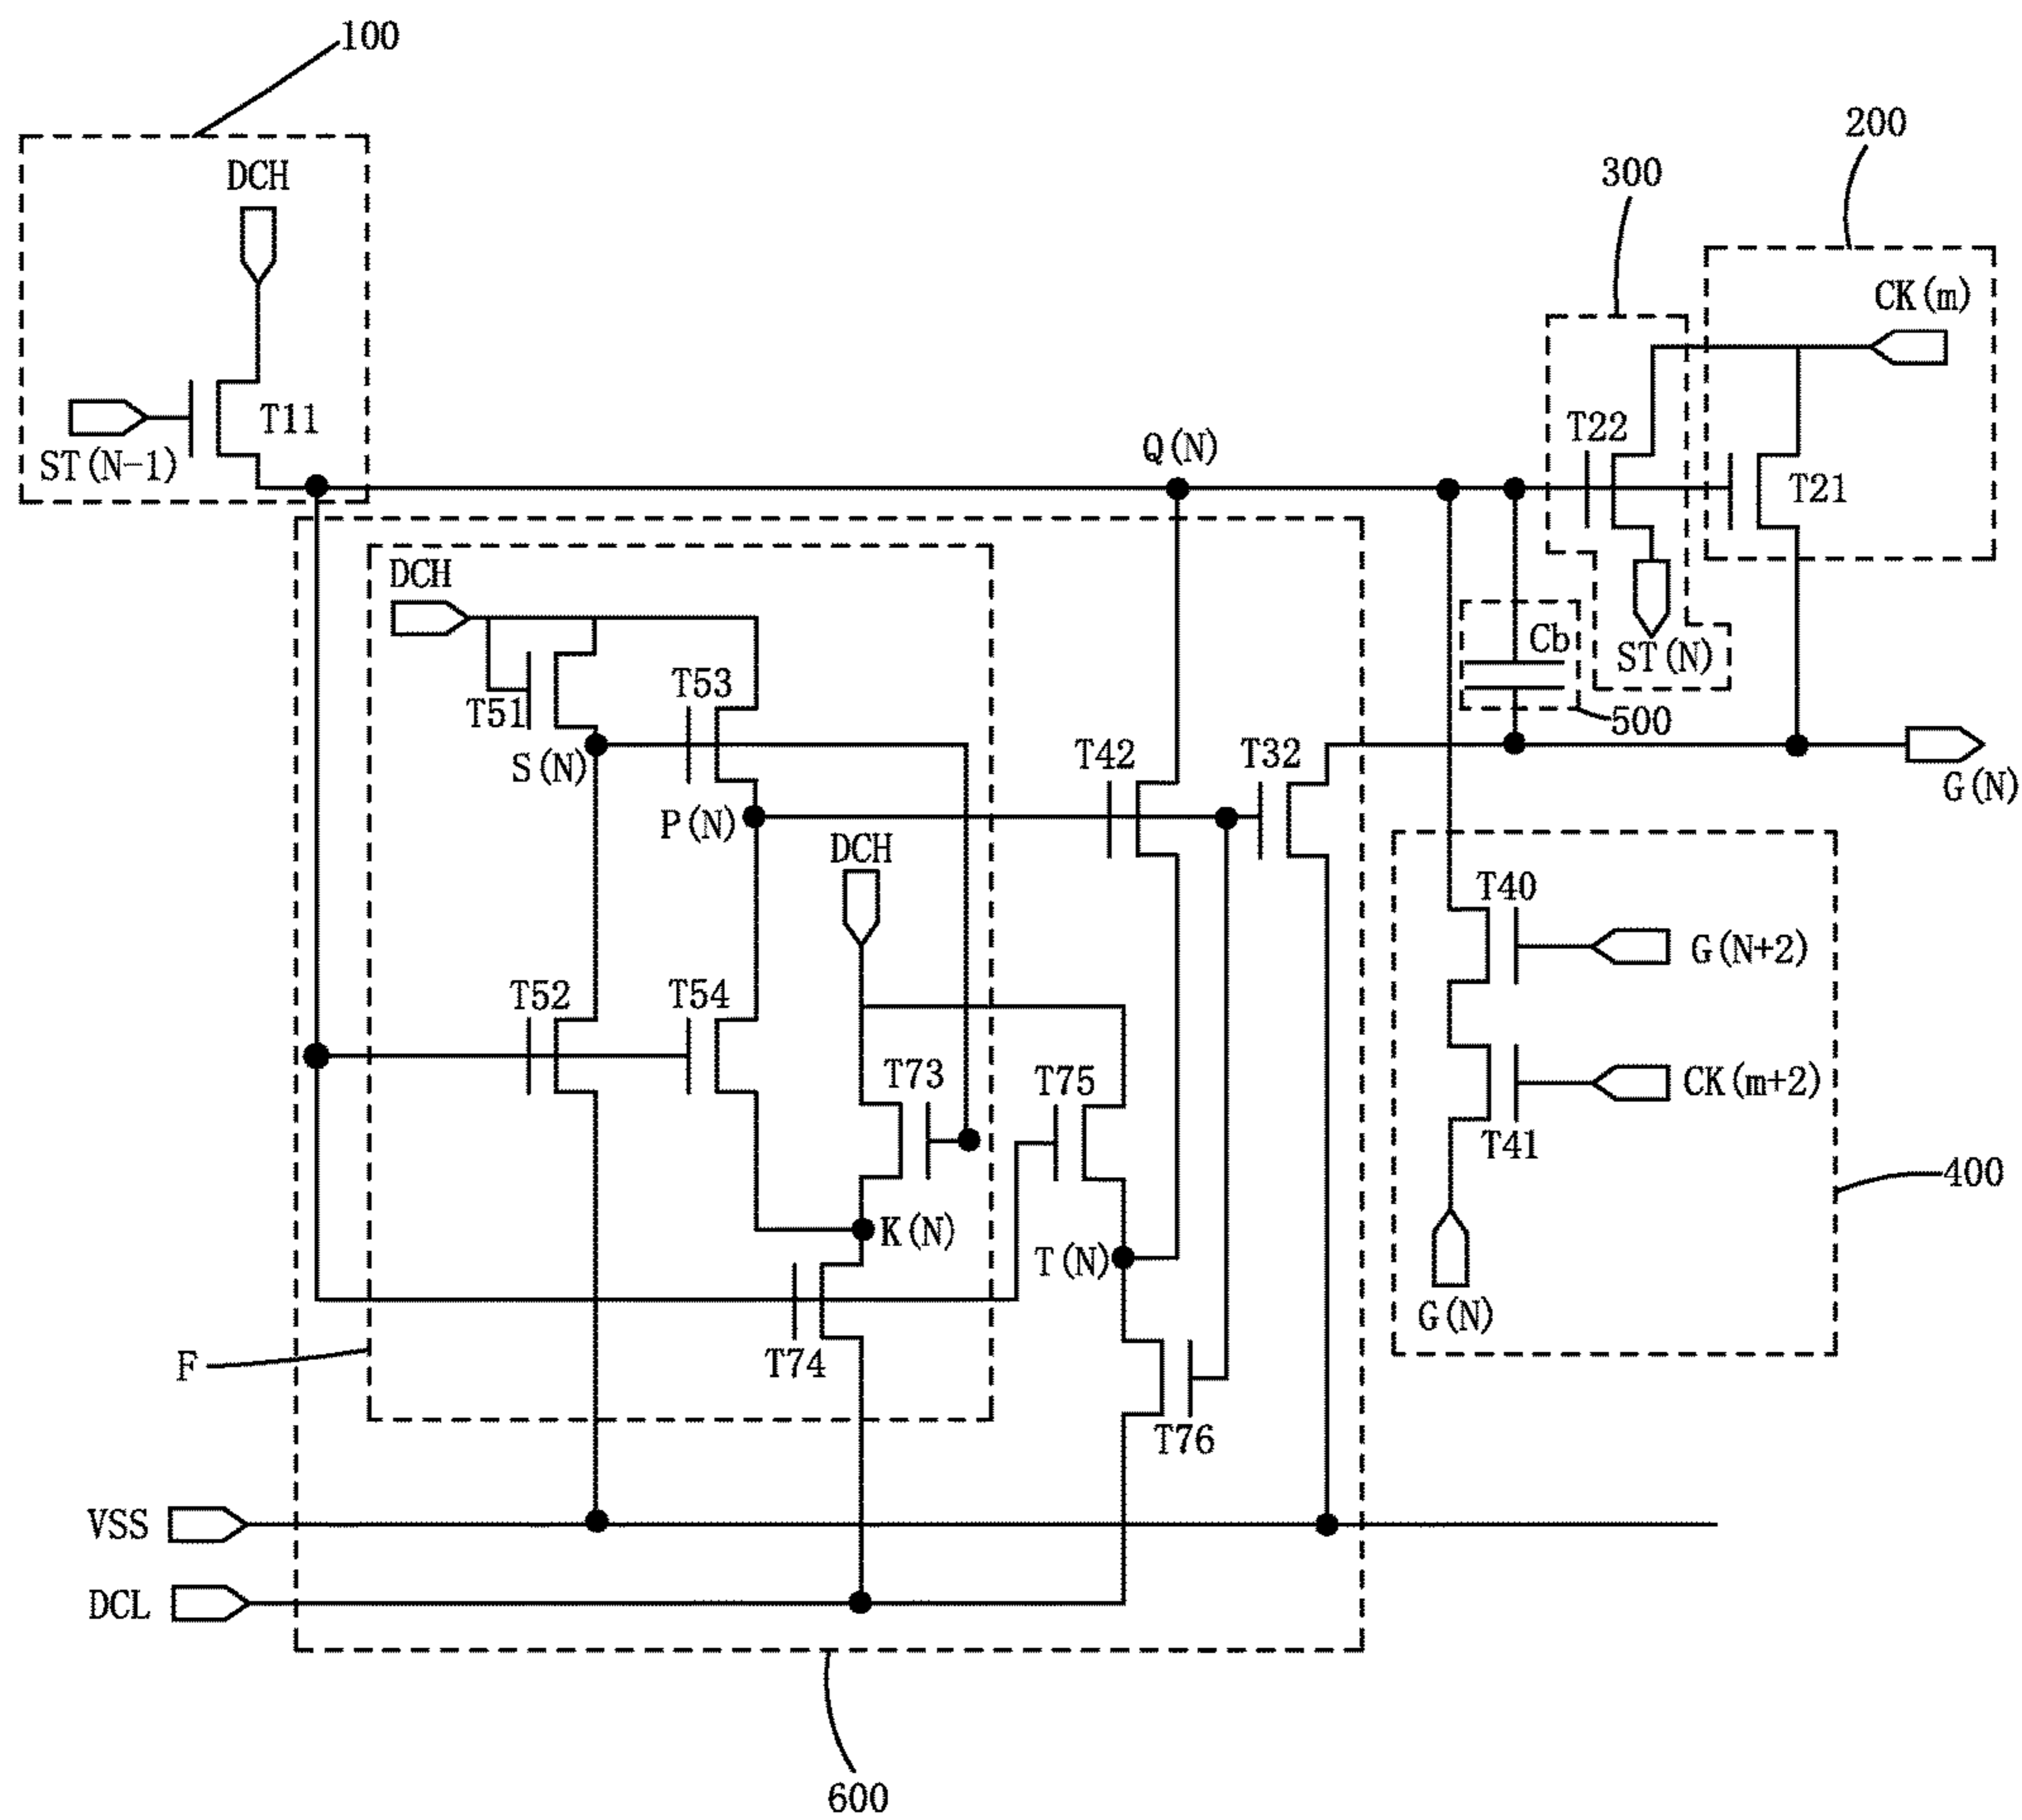 100
200
300
DCH
CK(m)
T11
ST(N-1)
Q(N)
T22
T21
DCH
Cb
ST(N)
T51
T53
500
S(N)
T42
T32
G(N)
P(N)
DCH
T40
G(N+2)
T52
T54
T73
T75
CK(m+2)
T41
400
K(N)
T(N)
G(N)
F
T74
T76
VSS
DCL
600